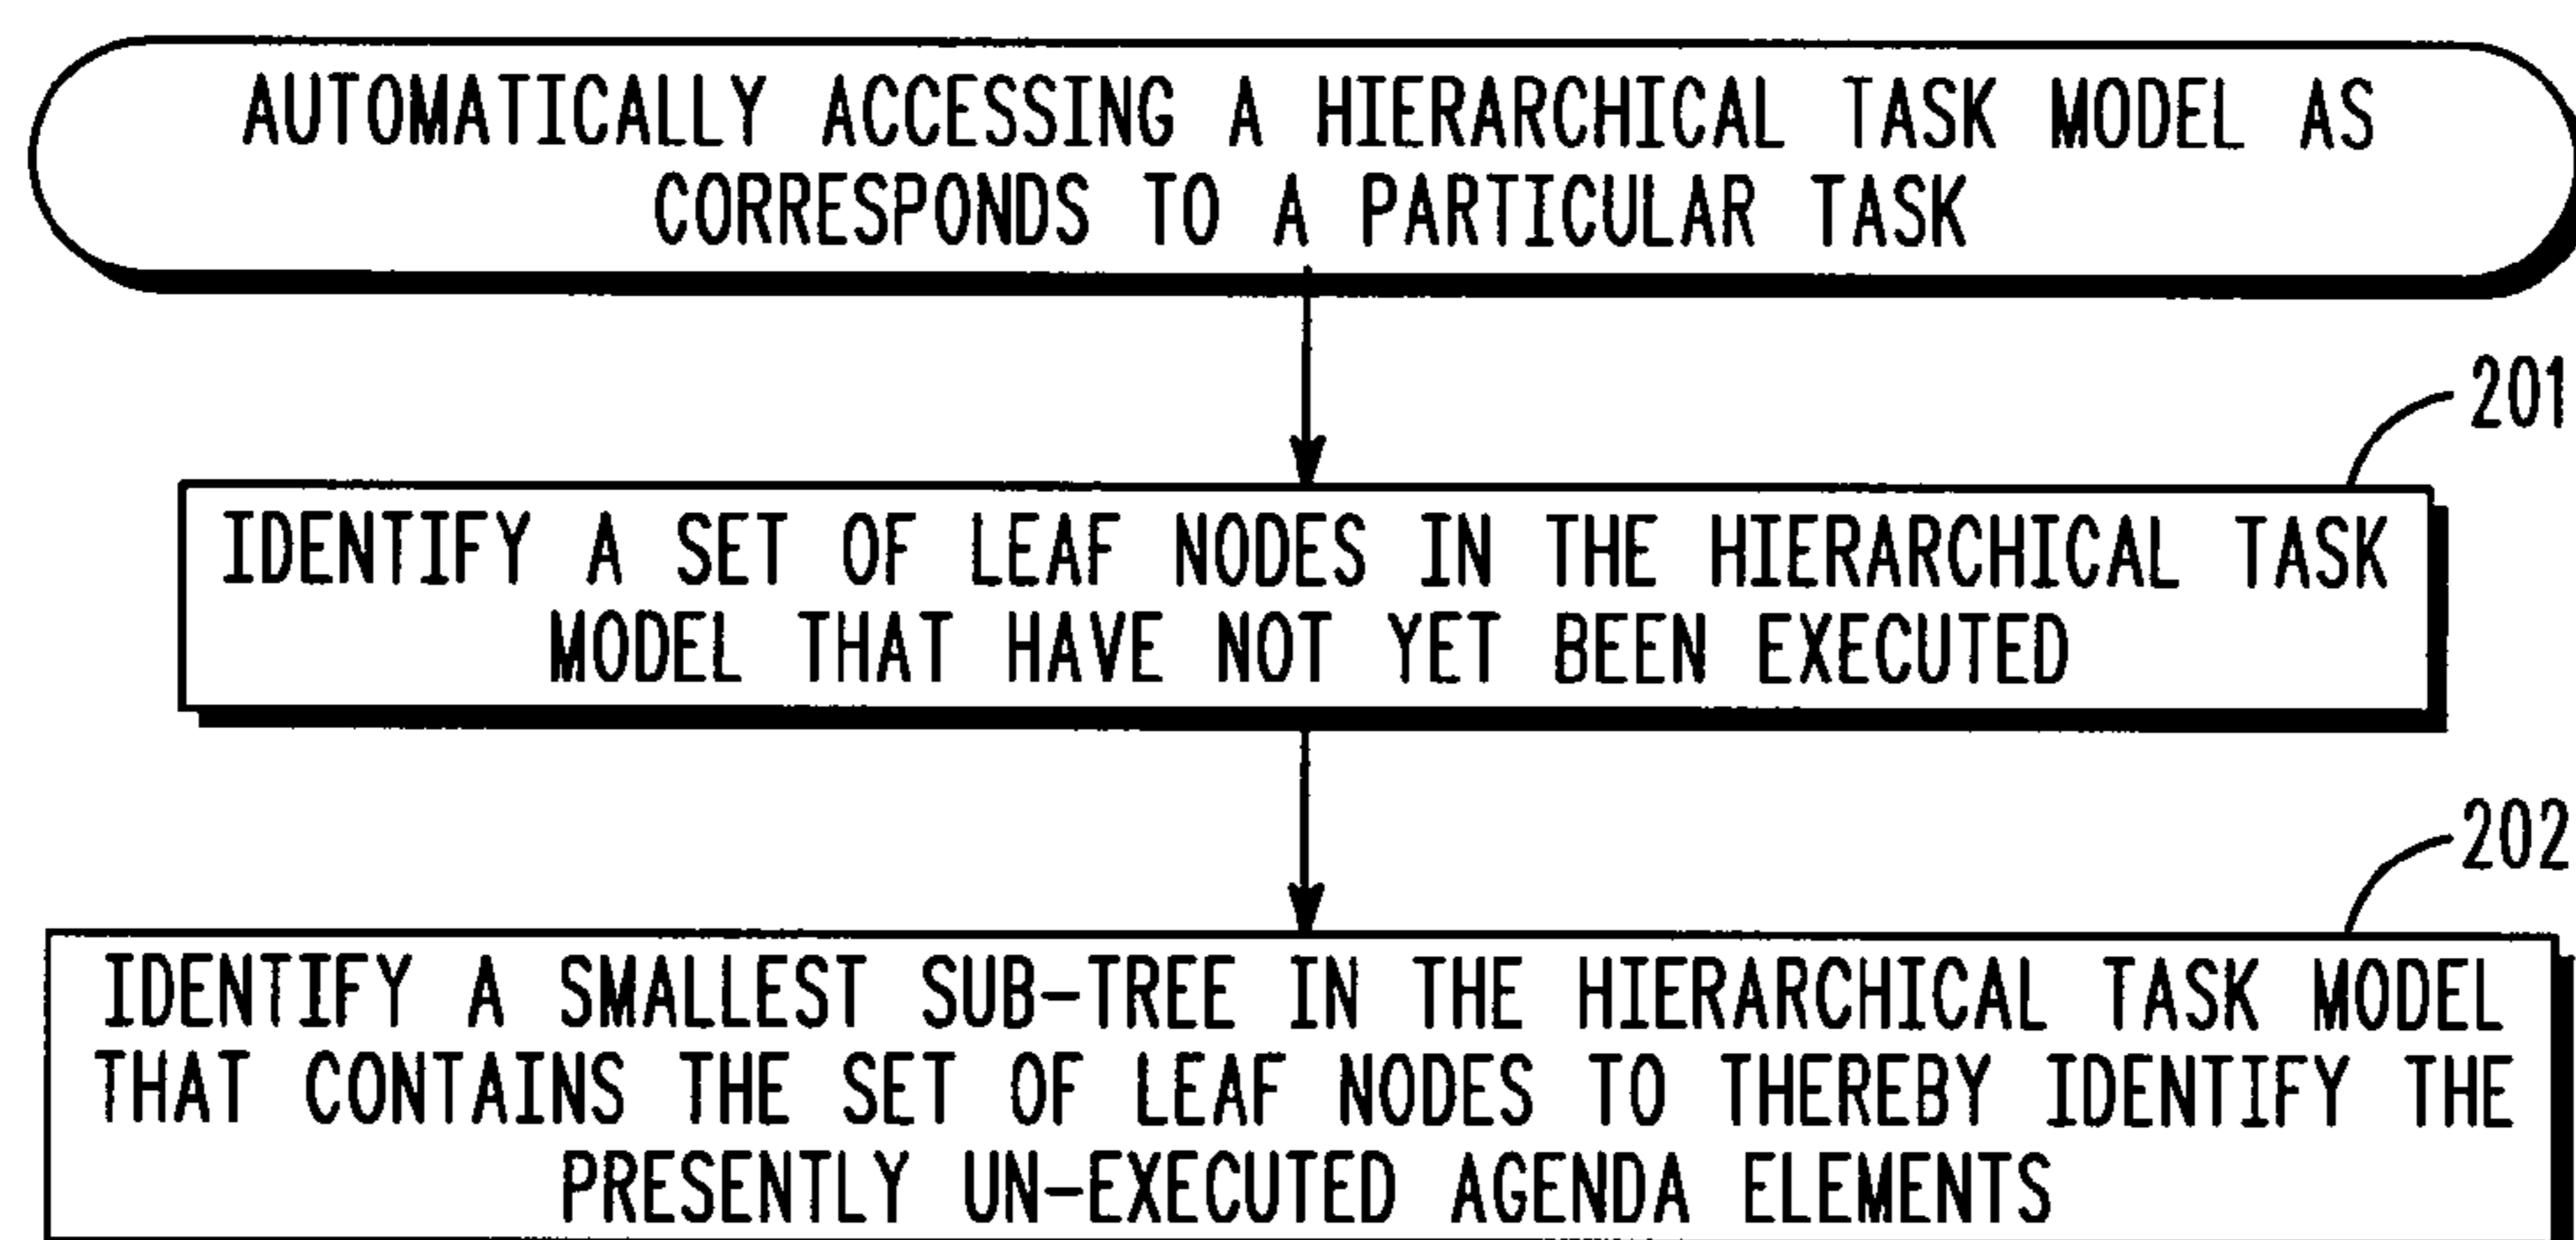 AUTOMATICALLY ACCESSING A HIERARCHICAL TASK MODEL AS
CORRESPONDS TO A PARTICULAR TASK
201
IDENTIFY A SET OF LEAF NODES IN THE HIERARCHICAL TASK
MODEL THAT HAVE NOT YET BEEN EXECUTED
202
IDENTIFY A SMALLEST SUB-TREE IN THE HIERARCHICAL TASK MODEL
THAT CONTAINS THE SET OF LEAF NODES TO THEREBY IDENTIFY THE
PRESENTLY UN-EXECUTED AGENDA ELEMENTS